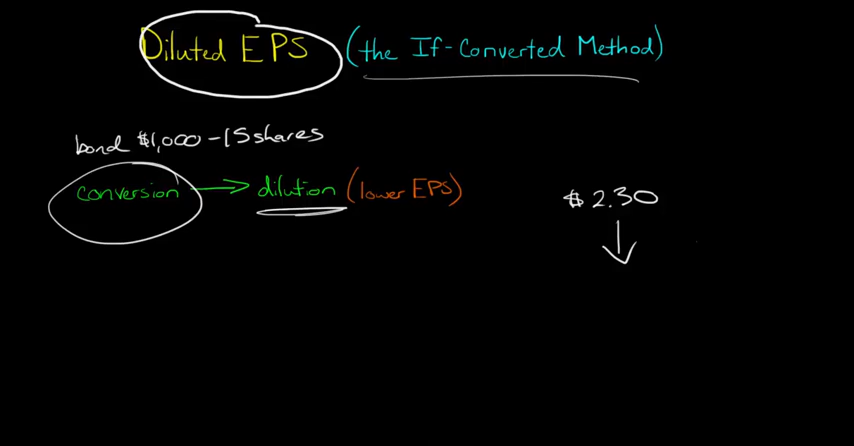 Diluted EPS (the If-Converted Method)
bond $1,000 - 15 shares
conversion → dilution (lower EPS)
$ 2.30